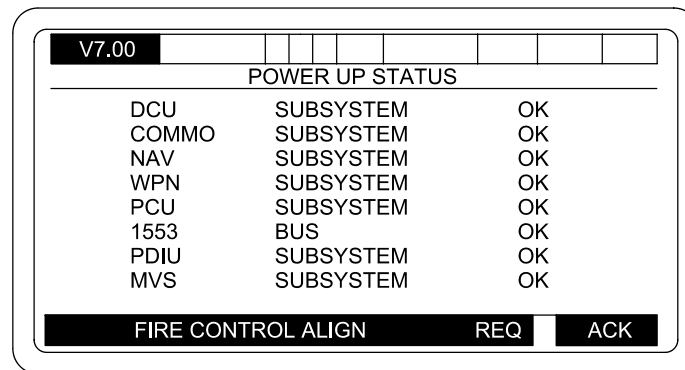 V7.00
POWER UP STATUS
DCU SUBSYSTEM OK
COMMO SUBSYSTEM OK
NAV SUBSYSTEM OK
WPN SUBSYSTEM OK
PCU SUBSYSTEM OK
1553 BUS OK
PDIU SUBSYSTEM OK
MVS SUBSYSTEM OK
FIRE CONTROL ALIGN REQ ACK